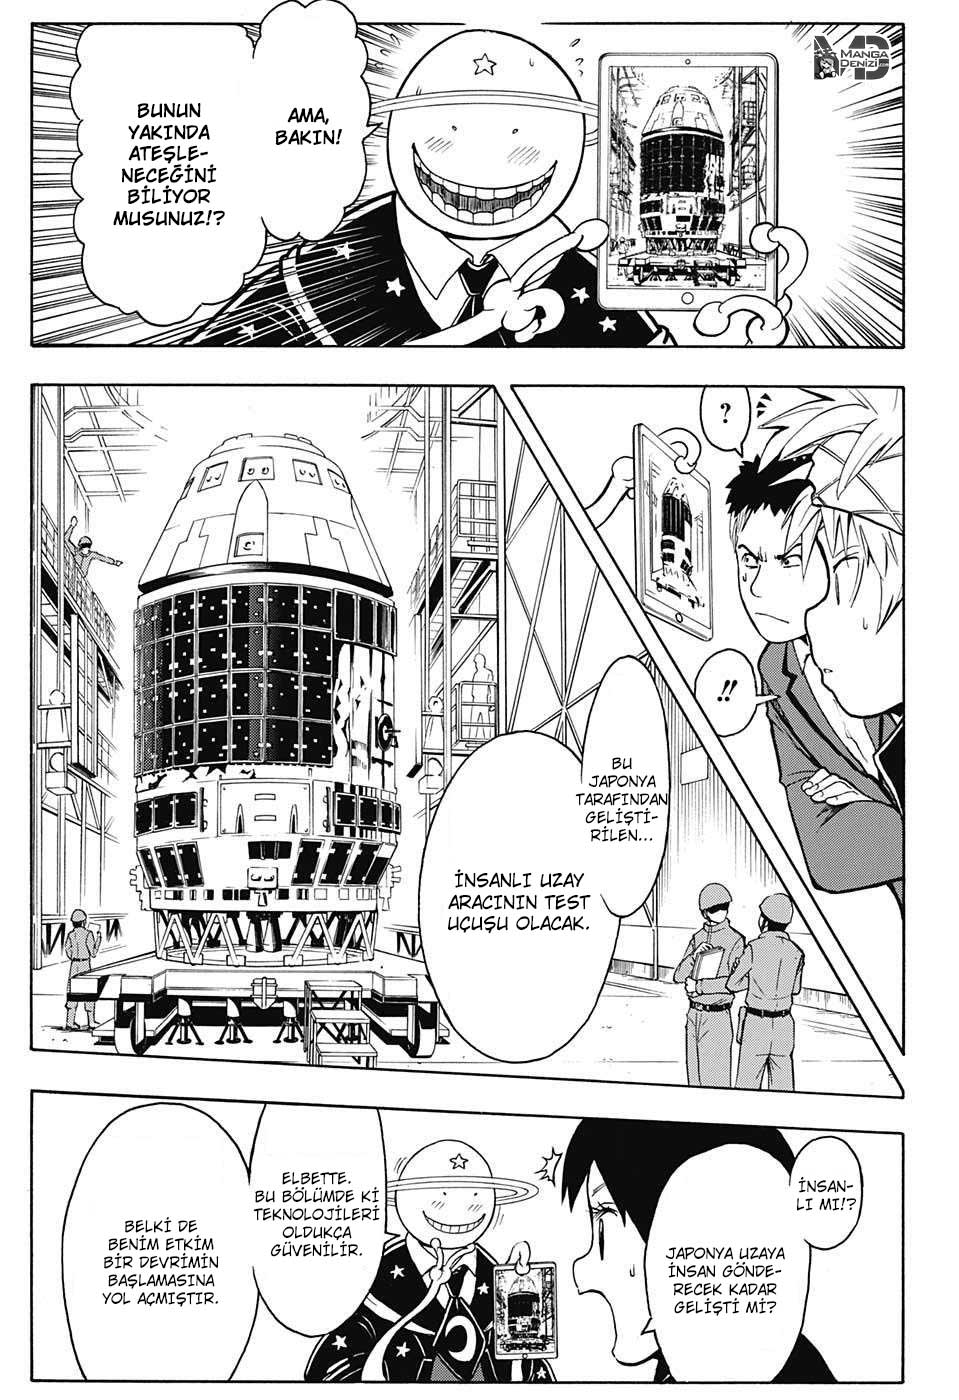 MANGA
DENİZİ.com
AMA,
BAKIN!
BUNUN
YAKINDA
ATEŞLE-
NECEĞİNİ
BİLİYOR
MUSUNUZ!?
?
!!
BU
JAPONYA
TARAFINDAN
GELİŞTİ-
RİLEN...
İNSANLI UZAY
ARACININ TEST
UÇUŞU OLACAK.
İNSAN-
LI MI!?
JAPONYA UZAYA
İNSAN GÖNDE-
RECEK KADAR
GELİŞTİ Mİ?
ELBETTE.
BU BÖLÜMDE Kİ
TEKNOLOJİLERİ
OLDUKÇA
GÜVENİLİR.
BELKİ DE
BENİM ETKİM
BİR DEVRİMİN
BAŞLAMASINA
YOL AÇMIŞTIR.